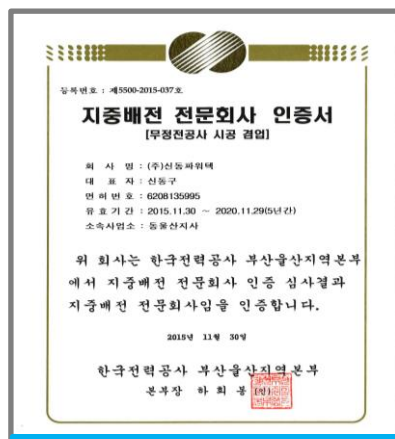 등록번호 : 제5500-2015-037호
지중배전 전문회사 인증서
[무정전공사 시공 겸업]
회 사 명 : (주)신동파워텍
대 표 자 : 신동구
면 허 번 호 : 6208135995
유 효 기 간 : 2015.11.30 ~ 2020.11.29(5년간)
소속사업소 : 동울산지사
위 회사는 한국전력공사 부산울산지역본부
에서 지중배전 전문회사 인증 심사결과
지중배전 전문회사임을 인증합니다.
2015년 11월 30일
한국전력공사 부산울산지역본부
본부장 하 희 봉 (인)